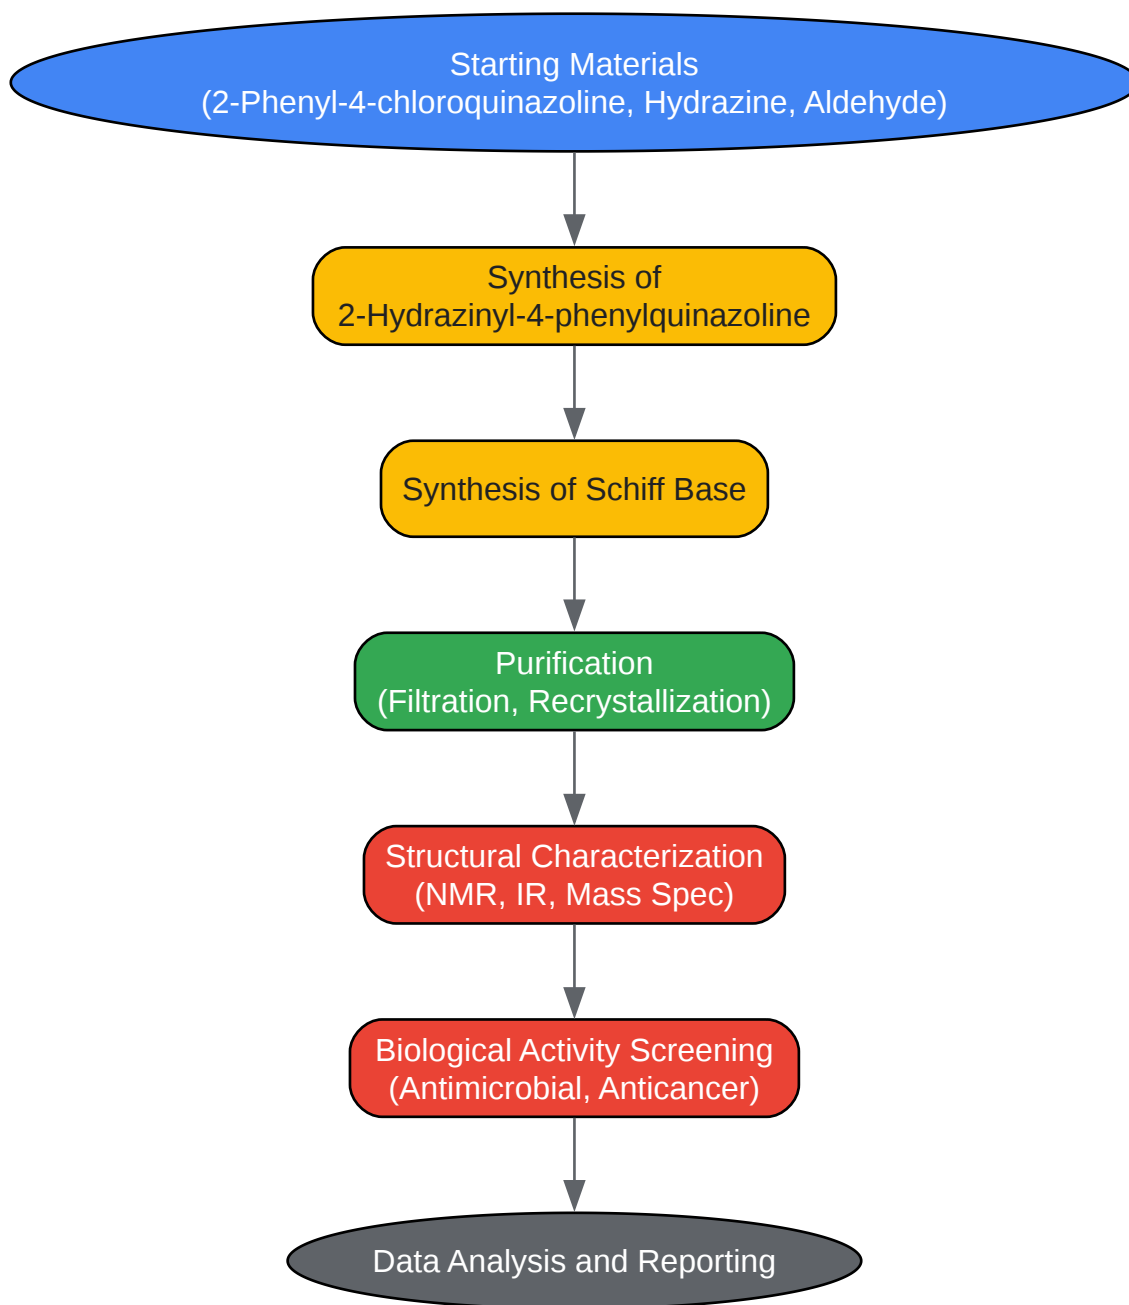 Starting Materials
(2-Phenyl-4-chloroquinazoline, Hydrazine, Aldehyde)
Synthesis of
2-Hydrazinyl-4-phenylquinazoline
Synthesis of Schiff Base
Purification
(Filtration, Recrystallization)
Structural Characterization
(NMR, IR, Mass Spec)
Biological Activity Screening
(Antimicrobial, Anticancer)
Data Analysis and Reporting